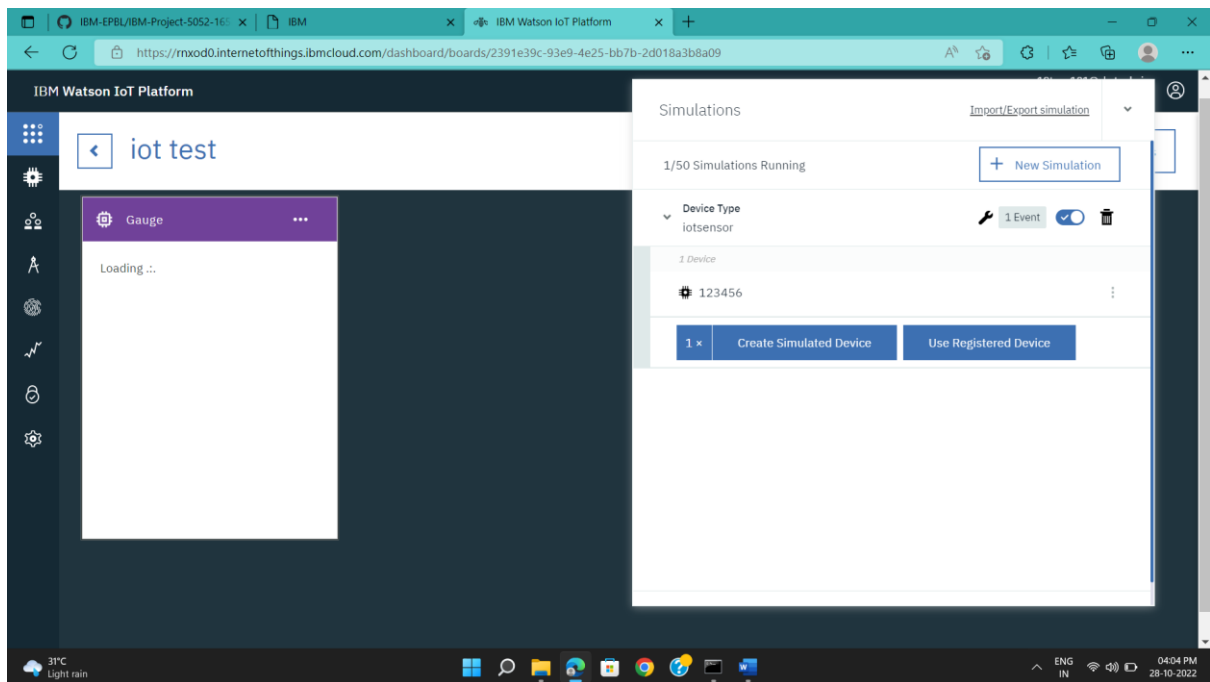 IBM-EPBL/IBM-Project-5052-165
IBM
IBM Watson IoT Platform
https://rnxod0.internetofthings.ibmcloud.com/dashboard/boards/2391e39c-93e9-4e25-bb7b-2d018a3b8a09
IBM Watson IoT Platform
iot test
Gauge
Loading .:.
Simulations
Import/Export simulation
1/50 Simulations Running
+ New Simulation
Device Type
iotsensor
1 Event
1 Device
123456
1 ×
Create Simulated Device
Use Registered Device
31°C
Light rain
ENG
IN
04:04 PM
28-10-2022